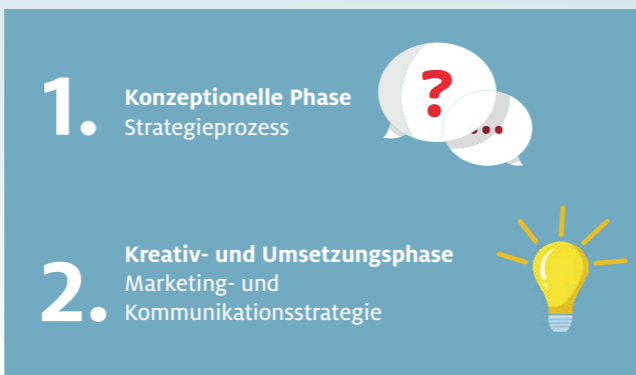 1.
Konzeptionelle Phase
Strategieprozess
?
...
2.
Kreativ- und Umsetzungsphase
Marketing- und
Kommunikationsstrategie